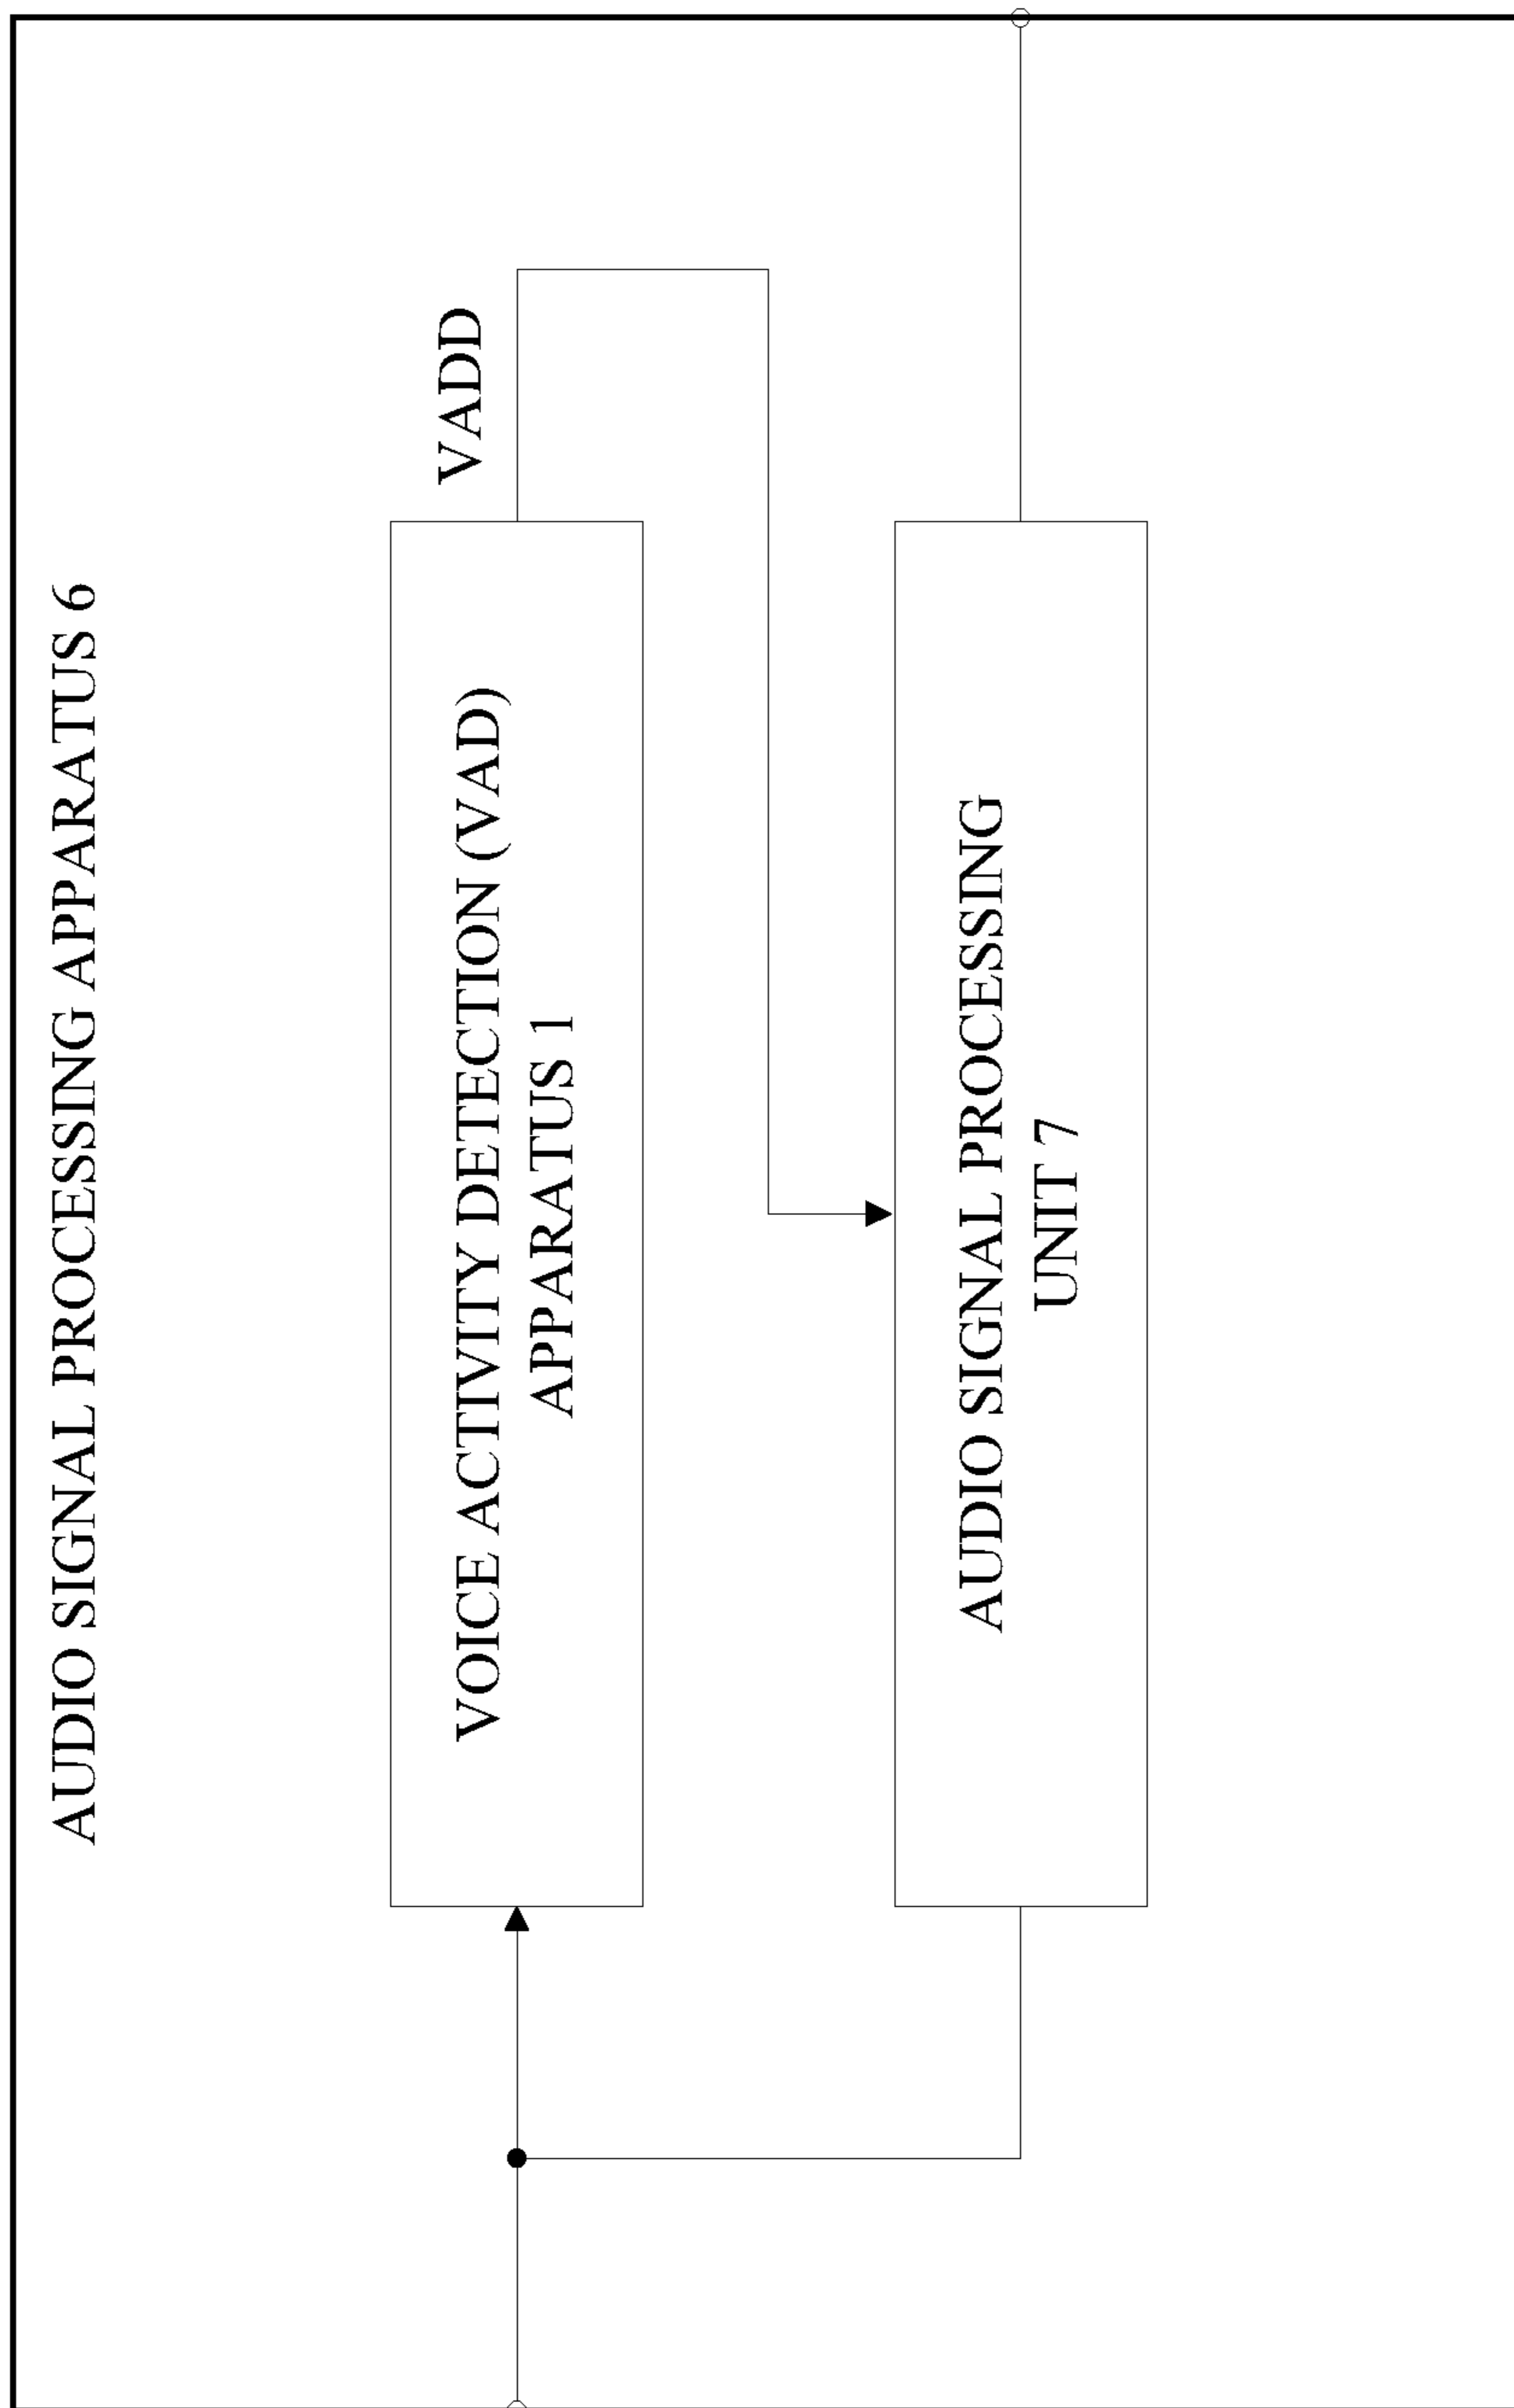 AUDIO SIGNAL PROCESSING APPARATUS 6
VOICE ACTIVITY DETECTION (VAD)
APPARATUS 1
VADD
AUDIO SIGNAL PROCESSING
UNIT 7